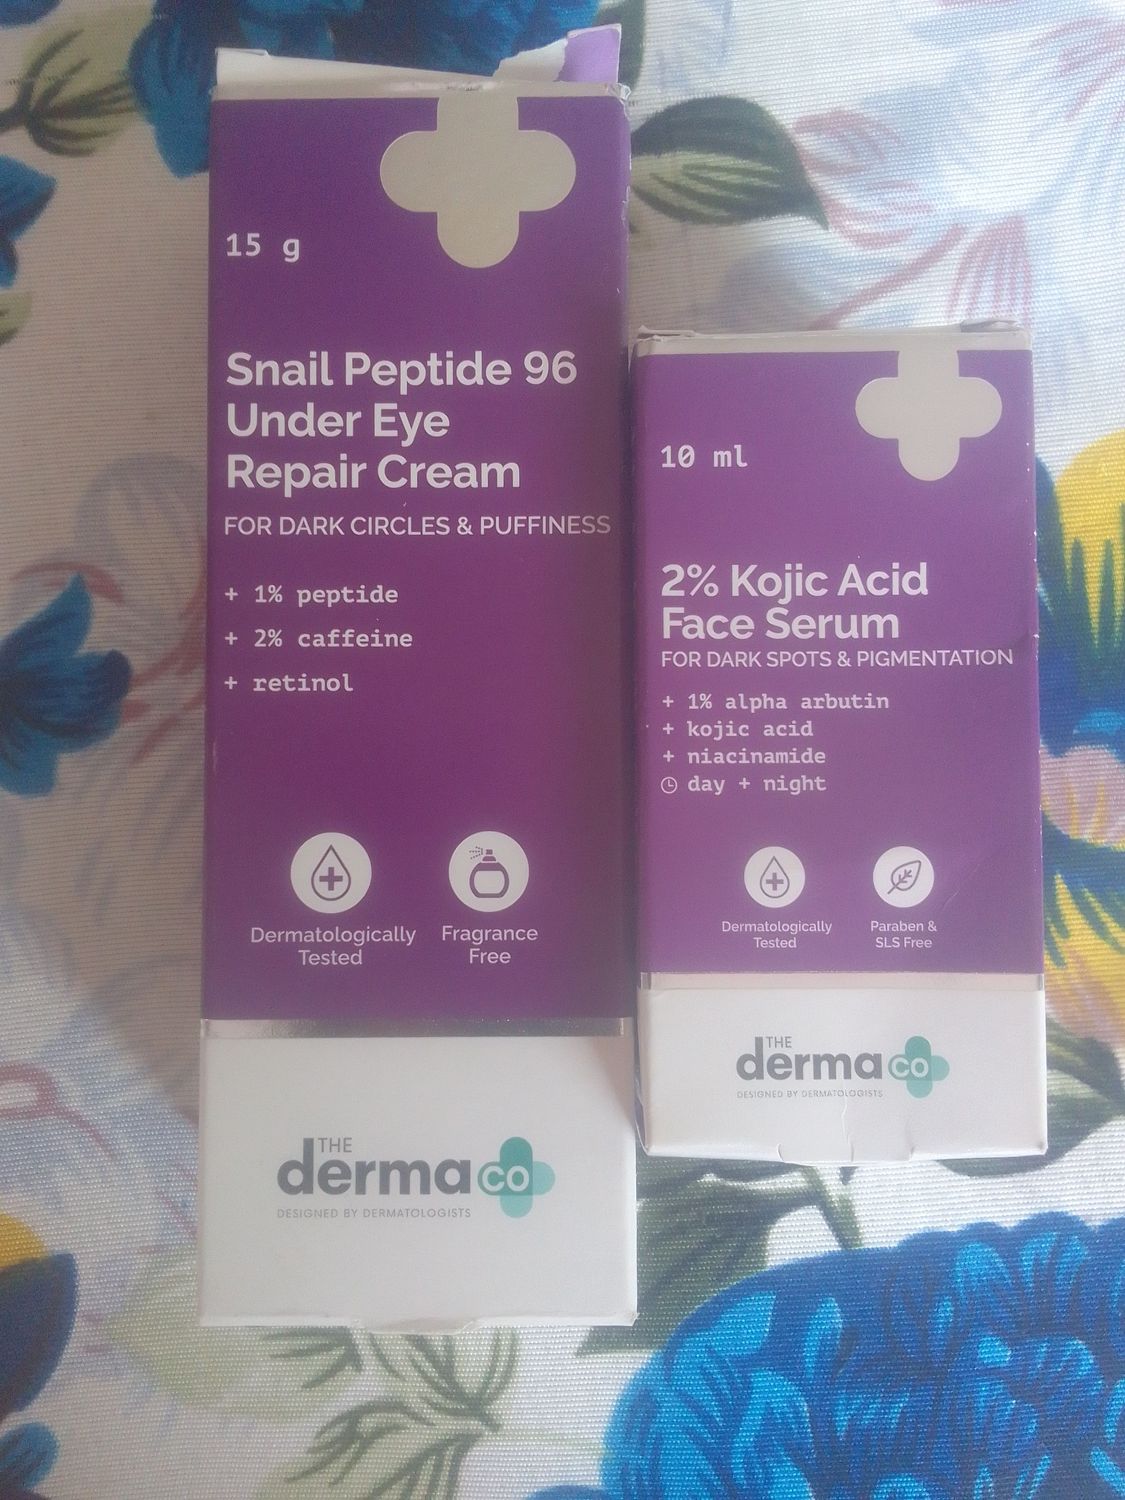 15 g
Snail Peptide 96
Under Eye
Repair Cream
FOR DARK CIRCLES & PUFFINESS
+ 1% peptide
+ 2% caffeine
+ retinol
Dermatologically
Tested
Fragrance
Free
THE
derma co
DESIGNED BY DERMATOLOGISTS
10 ml
2% Kojic Acid
Face Serum
FOR DARK SPOTS & PIGMENTATION
+ 1% alpha arbutin
+ kojic acid
+ niacinamide
day + night
Dermatologically
Tested
Paraben &
SLS Free
THE
derma co
DESIGNED BY DERMATOLOGISTS